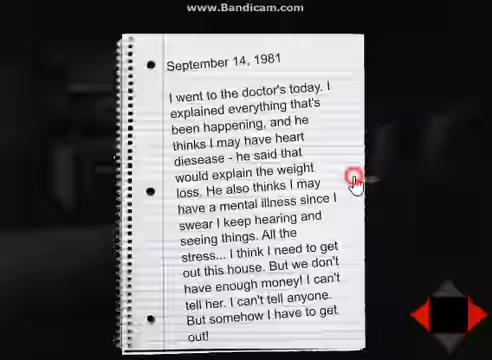 www.Bandicam.com
September 14, 1981
I went to the doctor's today. I
explained everything that's
been happening, and he
thinks I may have heart
diesease - he said that
would explain the weight
loss. He also thinks I may
have a mental illness since I
swear I keep hearing and
seeing things. All the
stress... I think I need to get
out this house. But we don't
have enough money! I can't
tell her. I can't tell anyone.
But somehow I have to get
out!